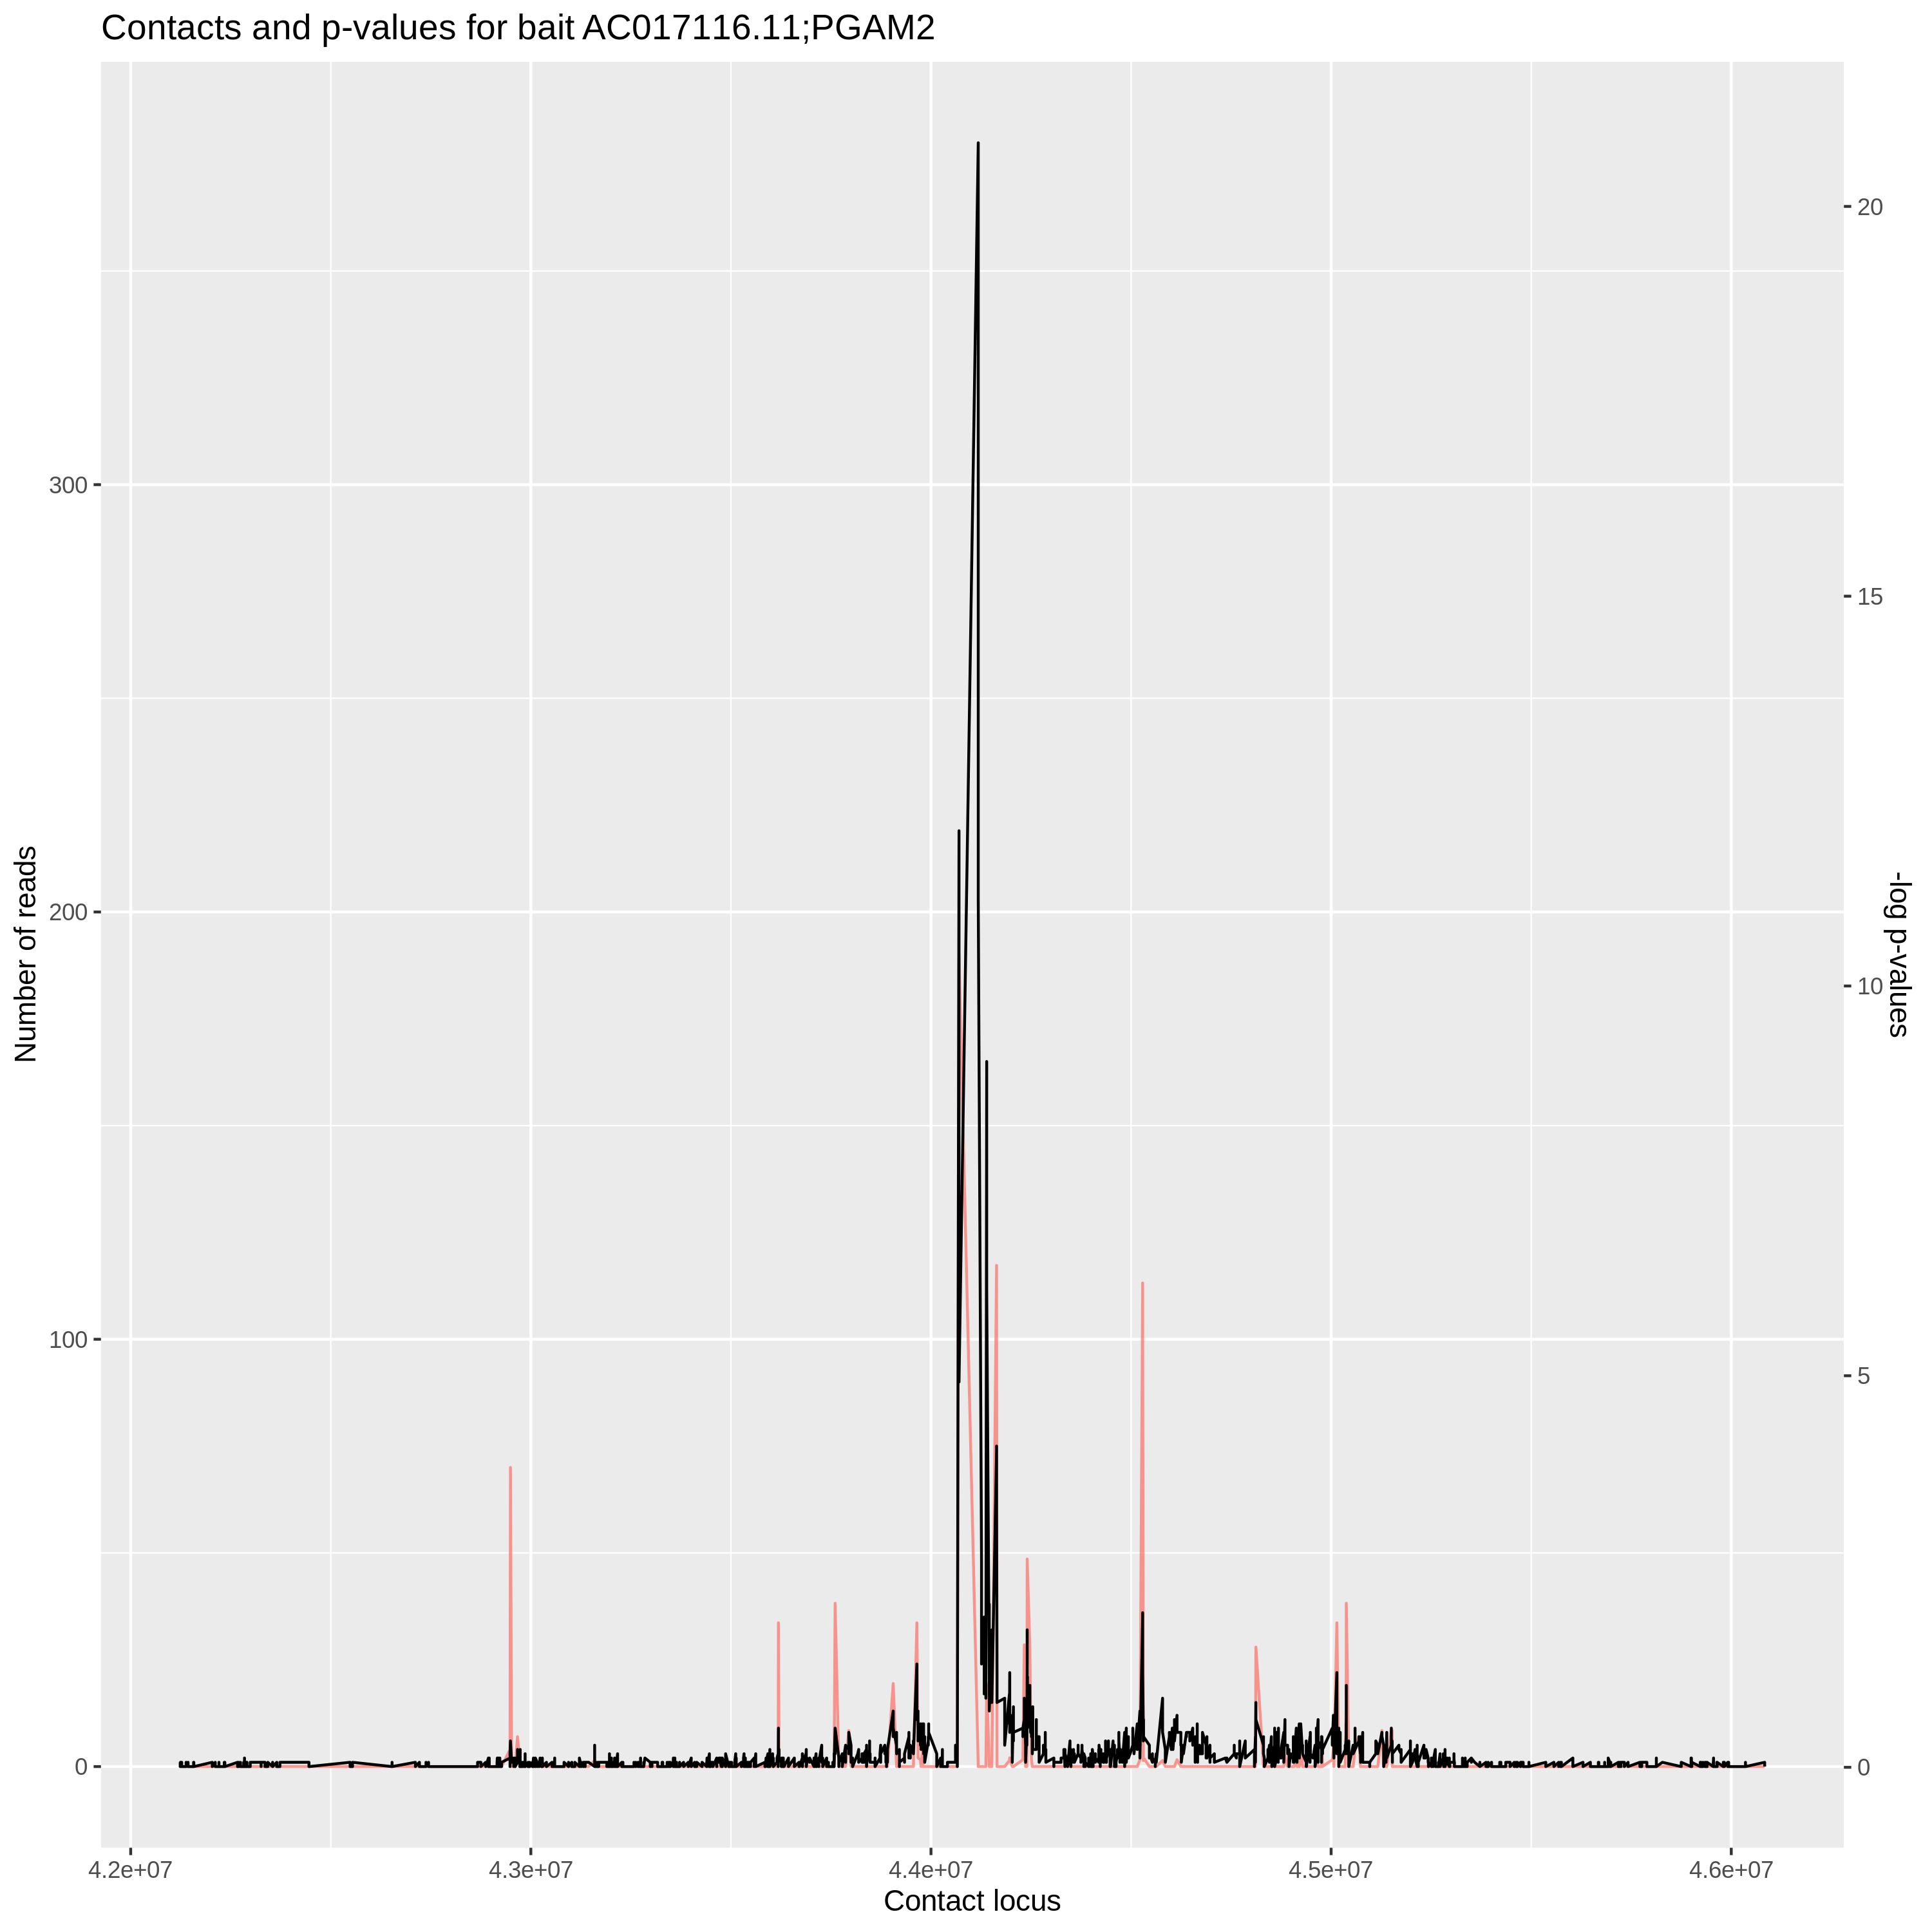 Contacts and p-values for bait AC017116.11;PGAM2
Number of reads
300
200
100
0
20
15
10
5
0
-log p-values
4.2e+07
4.3e+07
4.4e+07
4.5e+07
4.6e+07
Contact locus